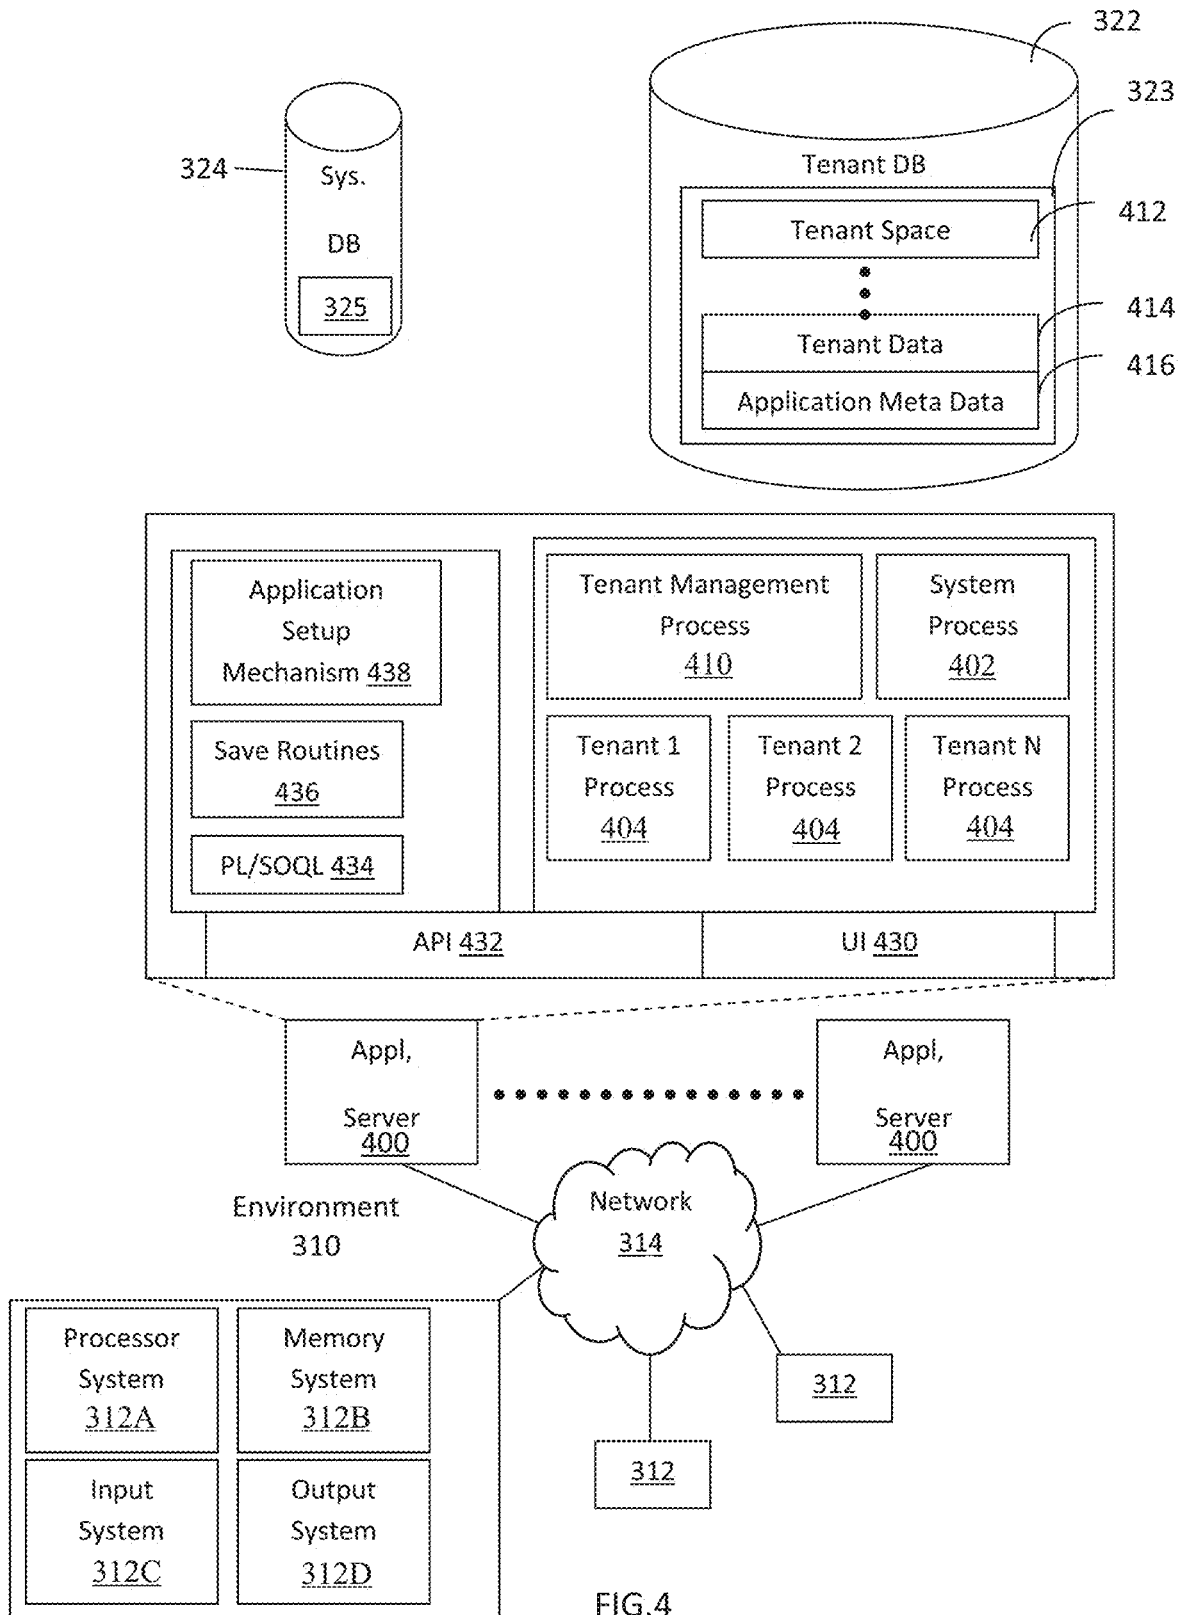 322
323
324
Sys.
DB
325
Tenant DB
Tenant Space
412
414
Tenant Data
416
Application Meta Data
Application
Setup
Mechanism 438
Save Routines
436
PL/SOQL 434
Tenant Management
Process
410
System
Process
402
Tenant 1
Process
404
Tenant 2
Process
404
Tenant N
Process
404
API 432
UI 430
Appl,
Server
400
Appl,
Server
400
Environment
310
Network
314
Processor
System
312A
Memory
System
312B
Input
System
312C
Output
System
312D
312
312
FIG.4